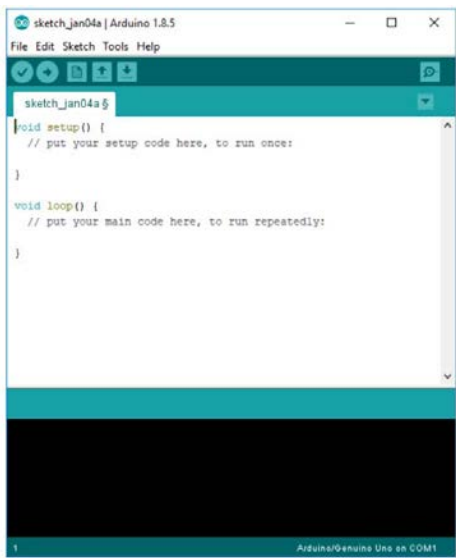 sketch_jan04a | Arduino 1.8.5
File Edit Sketch Tools Help
sketch_jan04a §
void setup() {
// put your setup code here, to run once:
}
void loop() {
// put your main code here, to run repeatedly:
}
1 Arduino/Genuino Uno on COM1